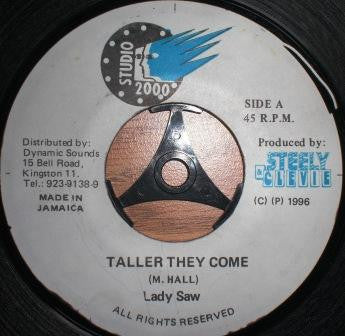 STUDIO
2000
SIDE A
45 R.P.M.
Distributed by:
Dynamic Sounds
15 Bell Road,
Kingston 11.
Tel.: 923-9138-9
MADE IN
JAMAICA
Produced by:
STEELY
& CLEVIE
(C) (P) 1996
TALLER THEY COME
(M. HALL)
Lady Saw
ALL RIGHTS RESERVED